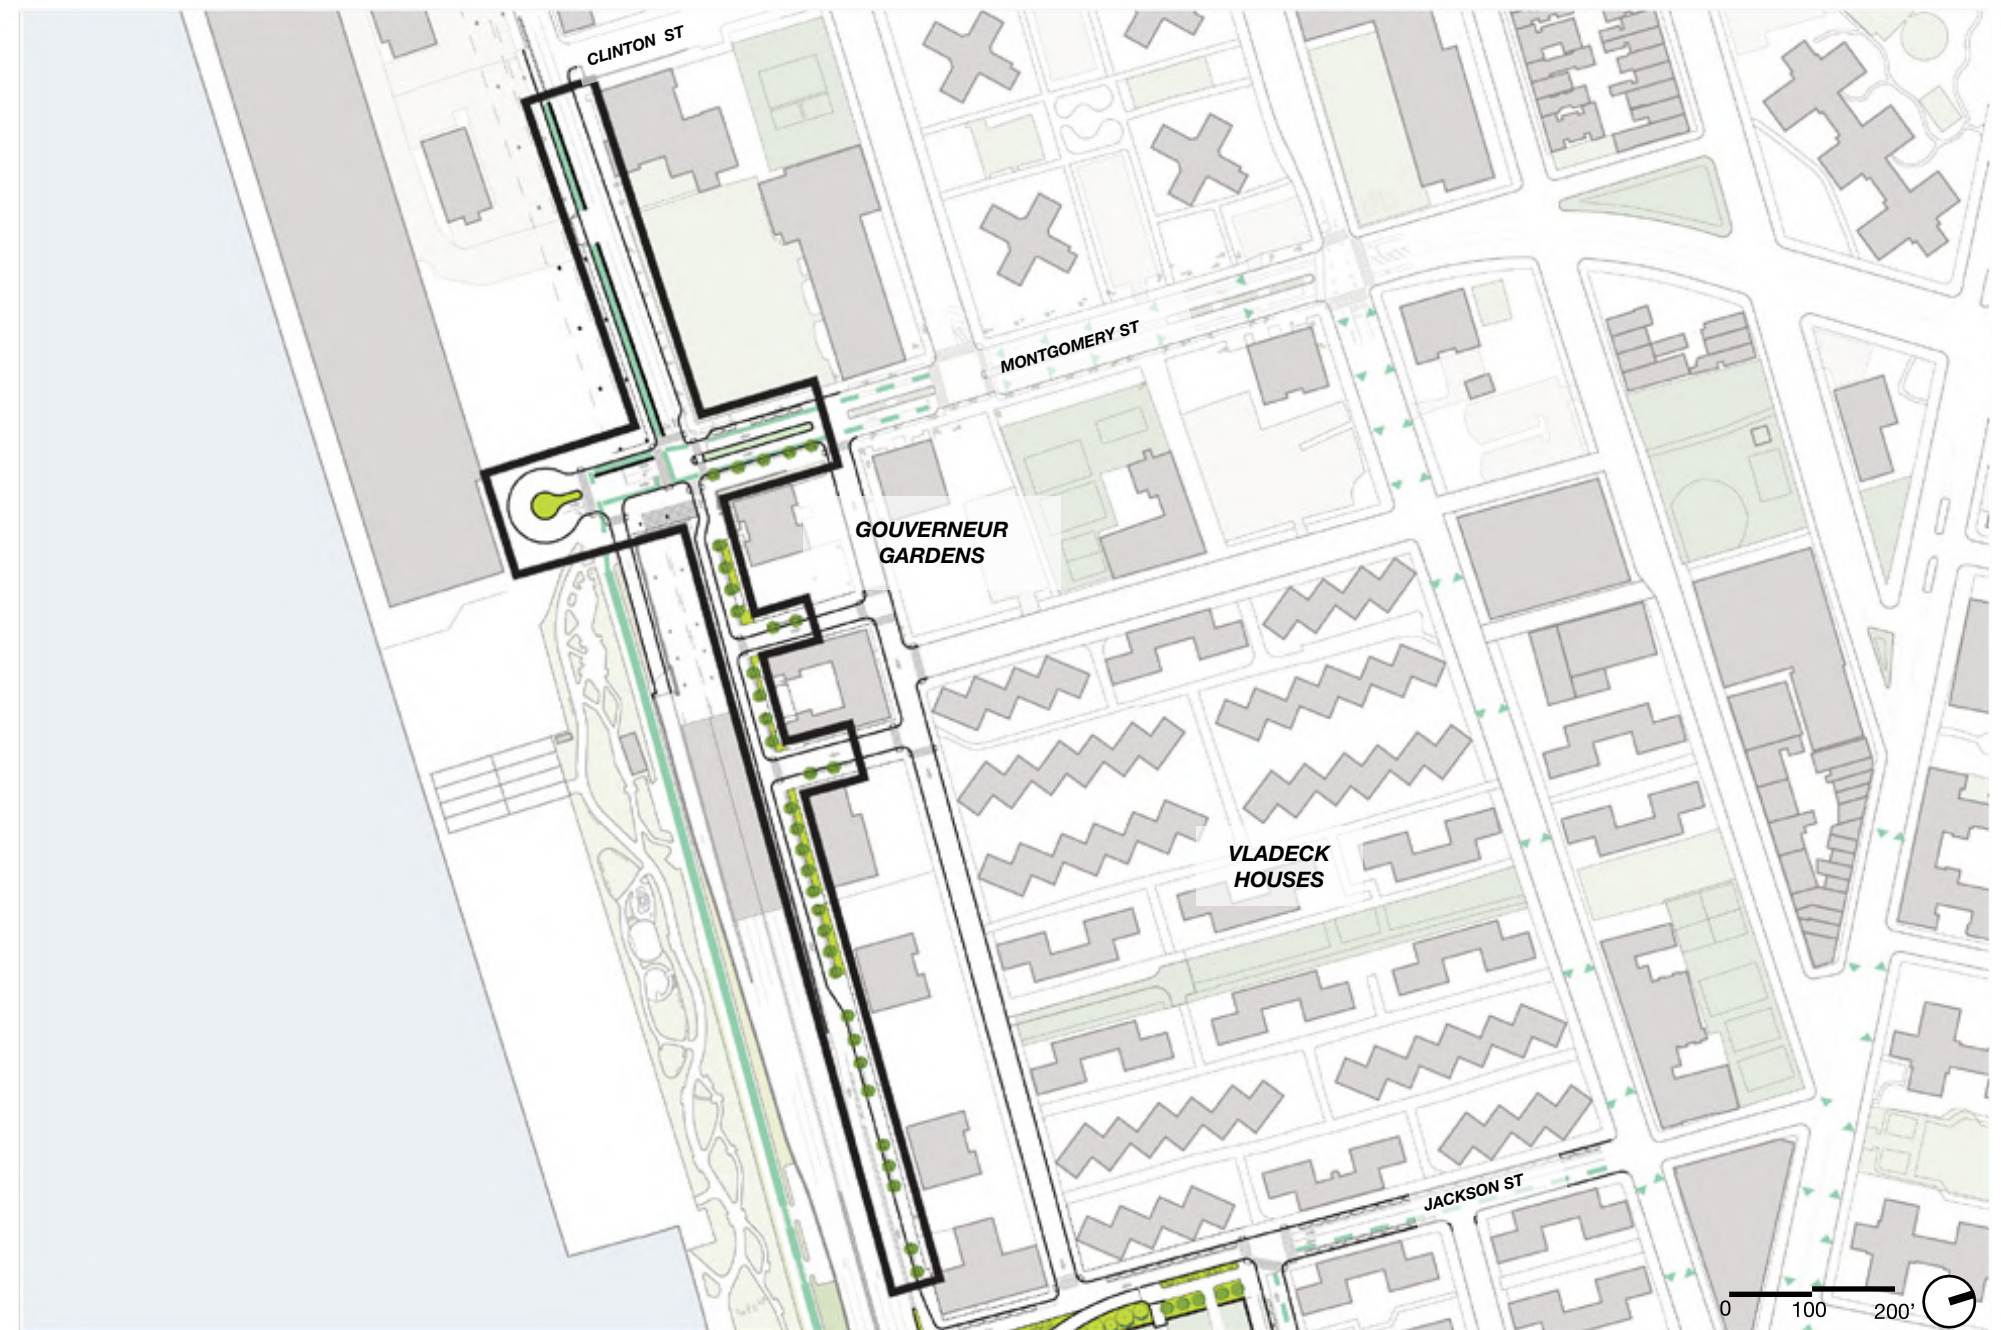 CLINTON ST
MONTGOMERY ST
GOUVERNEUR
GARDENS
VLADECK
HOUSES
JACKSON ST
0 100 200'